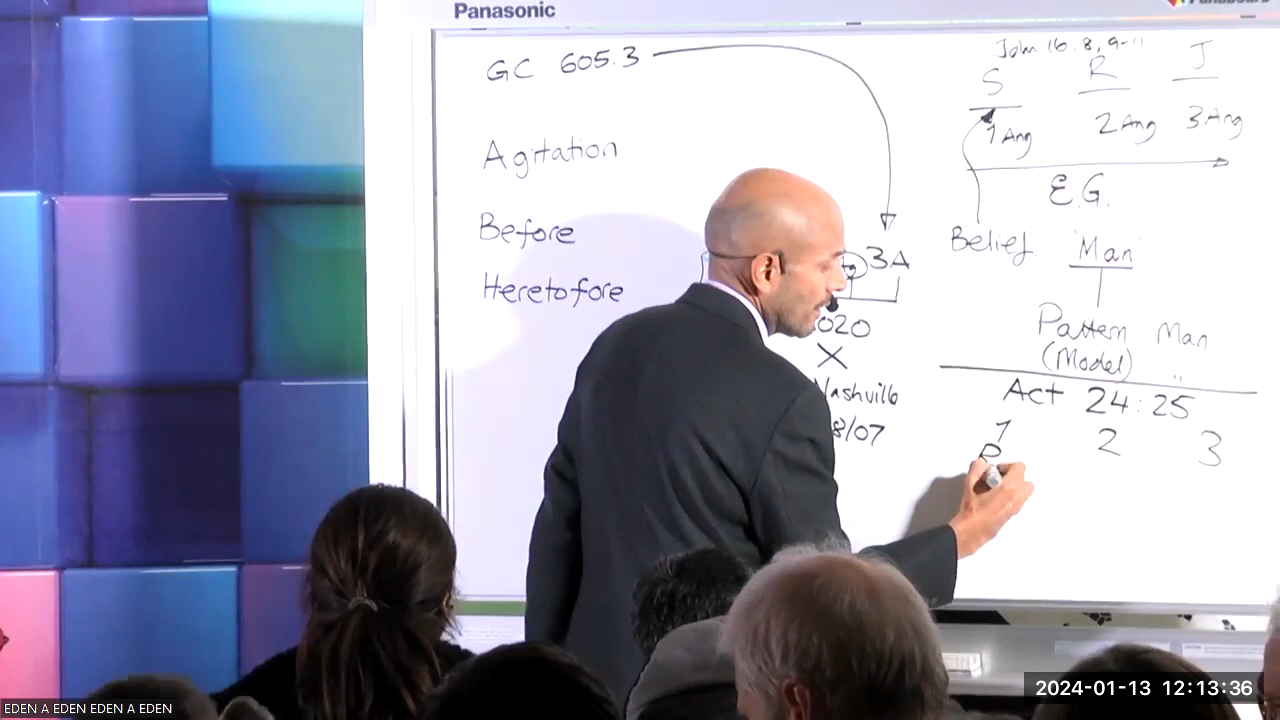 Panasonic
GC 605.3
Agitation
Before
Heretofore
3A
020
X
Nashville
8/07
John 16:8, 9-11
S R J
1 Ang 2 Ang 3 Ang
E.G.
Belief 'Man'
Pattern Man
(Model) "
Act 24:25
1 2 3
R
EDEN A EDEN EDEN A EDEN
2024-01-13 12:13:36